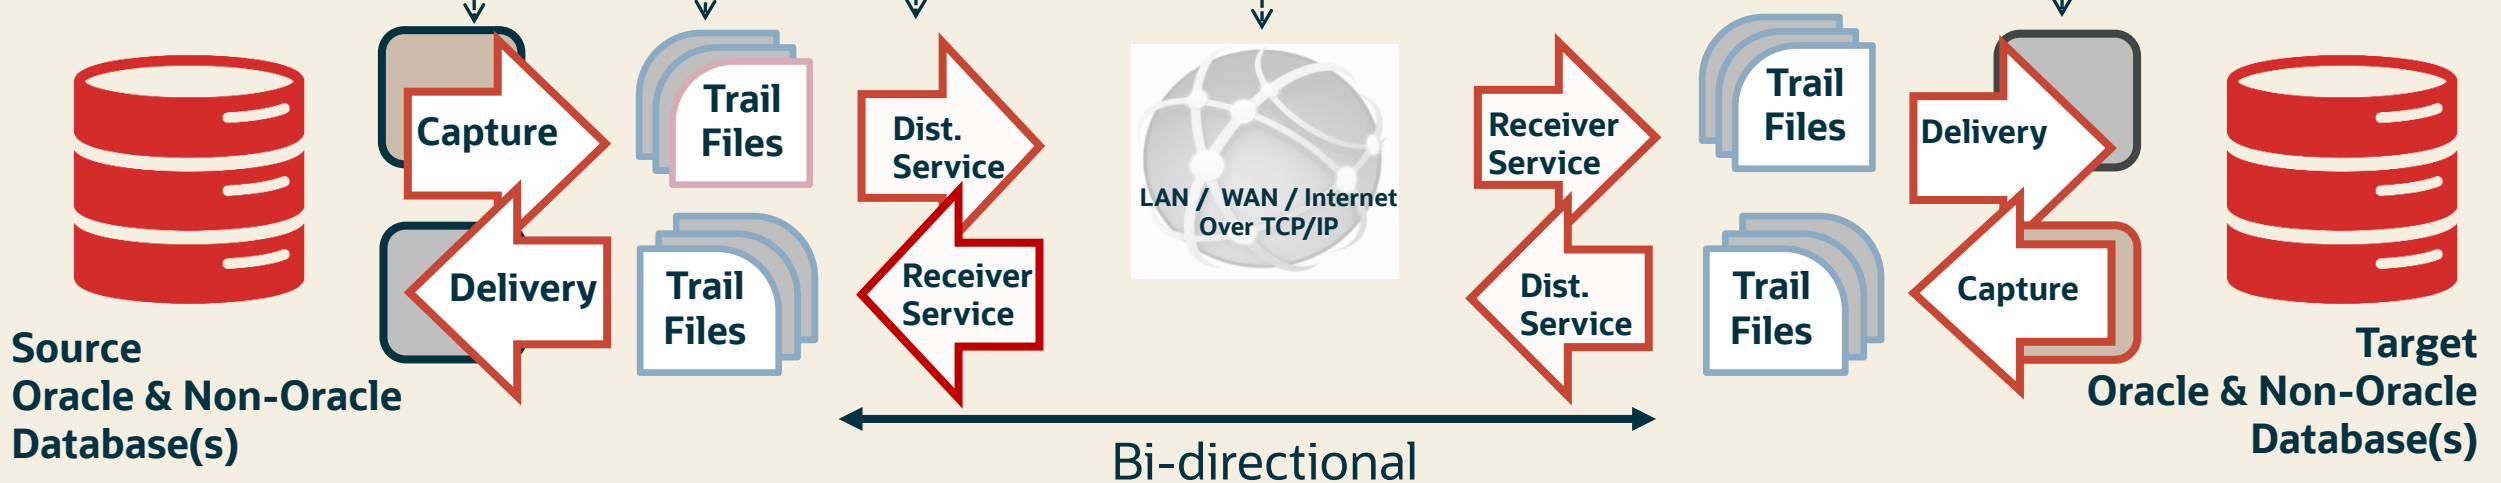 Capture
Trail
Files
Dist.
Service
LAN / WAN / Internet
Over TCP/IP
Receiver
Service
Trail
Files
Delivery
Delivery
Trail
Files
Receiver
Service
Dist.
Service
Trail
Files
Capture
Source
Oracle & Non-Oracle
Database(s)
Bi-directional
Target
Oracle & Non-Oracle
Database(s)